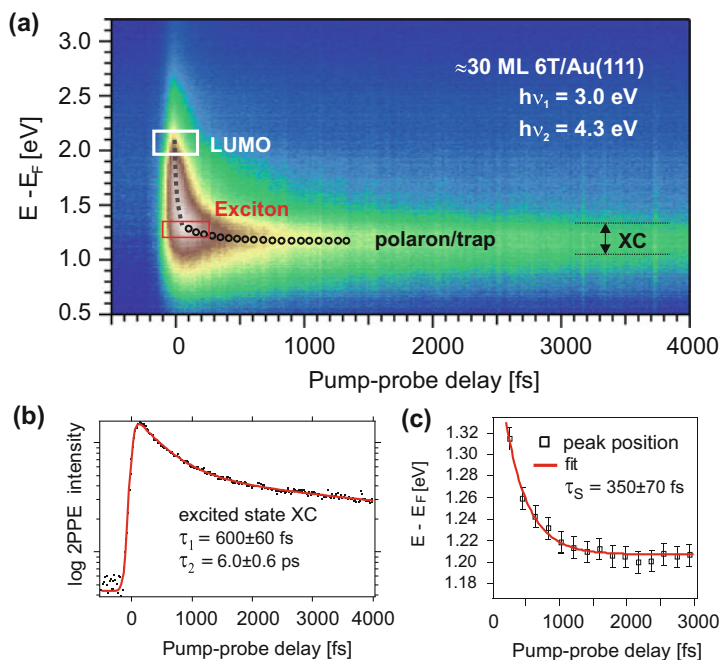 (a)
≈30 ML 6T/Au(111)
hν₁ = 3.0 eV
hν₂ = 4.3 eV
LUMO
Exciton
polaron/trap
XC
E - E_F [eV]
3.0
2.5
2.0
1.5
1.0
0.5
0 1000 2000 3000 4000
Pump-probe delay [fs]
(b)
log 2PPE intensity
excited state XC
τ₁ = 600±60 fs
τ₂ = 6.0±0.6 ps
0 1000 2000 3000 4000
Pump-probe delay [fs]
(c)
E - E_F [eV]
1.32
1.30
1.28
1.26
1.24
1.22
1.20
1.18
peak position
fit
τ_S = 350±70 fs
0 1000 2000 3000
Pump-probe delay [fs]